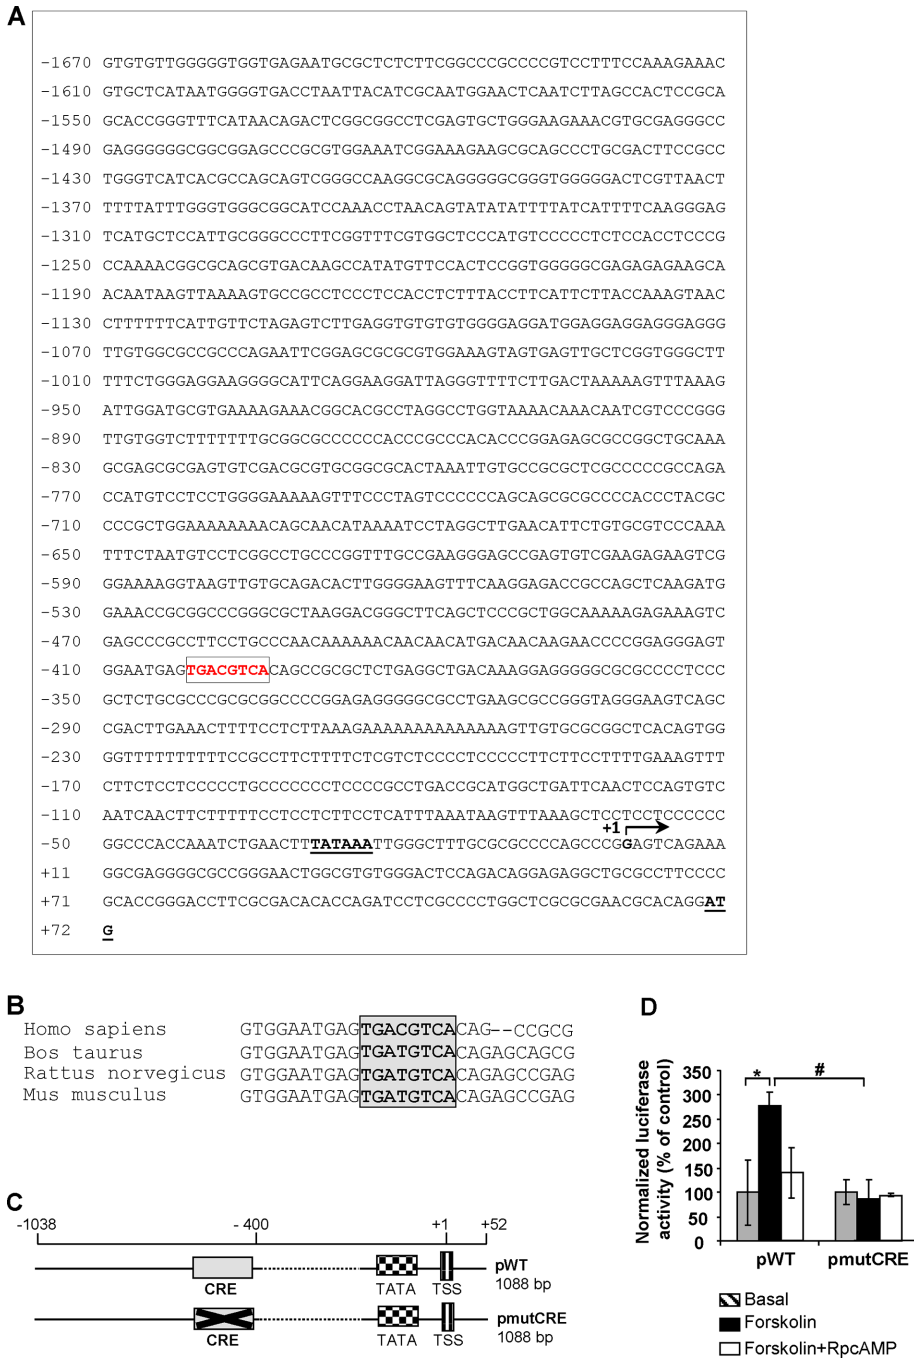 A
-1670 GTGTGTTGGGGGTGGTGAGAATGCGCTCTCTTCGGCCCGCCCCGTCCTTTCCAAAGAAAC
-1610 GTGCTCATAATGGGGTGACCTAATTACATCGCAATGGAACTCAATCTTAGCCACTCCGCA
-1550 GCACCGGGTTTCATAACAGACTCGGCGGCCTCGAGTGCTGGGAAGAAACGTGCGAGGGCC
-1490 GAGGGGGGCGGCGGAGCCCGCGTGGAAATCGGAAAGAAGCGCAGCCCTGCGACTTCCGCC
-1430 TGGGTCATCACGCCAGCAGTCGGGCCAAGGCGCAGGGGGCGGGTGGGGGACTCGTTAACT
-1370 TTTTATTTGGGTGGGCGGCATCCAAACCTAACAGTATATATTTTATCATTTTCAAGGGAG
-1310 TCATGCTCCATTGCGGGCCCTTCGGTTTCGTGGCTCCCATGTCCCCCTCTCCACCTCCCG
-1250 CCAAAACGGCGCAGCGTGACAAGCCATATGTTCCACTCCGGTGGGGGCGAGAGAGAAGCA
-1190 ACAATAAGTTAAAAGTGCCGCCTCCCTCCACCTCTTTACCTTCATTCTTACCAAAGTAAC
-1130 CTTTTTTCATTGTTCTAGAGTCTTGAGGTGTGTGTGGGGAGGATGGAGGAGGAGGGAGGG
-1070 TTGTGGCGCCGCCCAGAATTCGGAGCGCGCGTGGAAAGTAGTGAGTTGCTCGGTGGGCTT
-1010 TTTCTGGGAGGAAGGGGCATTCAGGAAGGATTAGGGTTTTCTTGACTAAAAAGTTTAAAG
-950 ATTGGATGCGTGAAAAGAAACGGCACGCCTAGGCCTGGTAAAACAAACAATCGTCCCGGG
-890 TTGTGGTCTTTTTTTGCGGCGCCCCCCACCCGCCCACACCCGGAGAGCGCCGGCTGCAAA
-830 GCGAGCGCGAGTGTCGACGCGTGCGGCGCACTAAATTGTGCCGCGCTCGCCCCCGCCAGA
-770 CCATGTCCTCCTGGGGAAAAAGTTTCCCTAGTCCCCCCAGCAGCGCGCCCCACCCTACGC
-710 CCCGCTGGAAAAAAAACAGCAACATAAAATCCTAGGCTTGAACATTCTGTGCGTCCCAAA
-650 TTTCTAATGTCCTCGGCCTGCCCGGTTTGCCGAAGGGAGCCGAGTGTCGAAGAGAAGTCG
-590 GGAAAAGGTAAGTTGTGCAGACACTTGGGGAAGTTTCAAGGAGACCGCCAGCTCAAGATG
-530 GAAACCGCGGCCCGGGCGCTAAGGACGGGCTTCAGCTCCCGCTGGCAAAAAGAGAAAGTC
-470 GAGCCCGCCTTCCTGCCCAACAAAAAACAACAACATGACAACAAGAACCCCGGAGGGAGT
-410 GGAATGAGTGACGTCACAGCCGCGCTCTGAGGCTGACAAAGGAGGGGGCGCGCCCCTCCC
-350 GCTCTGCGCCCGCGCGGCCCCGGAGAGGGGGCGCCTGAAGCGCCGGGTAGGGAAGTCAGC
-290 CGACTTGAAACTTTTCCTCTTAAAGAAAAAAAAAAAAAAGTTGTGCGCGGCTCACAGTGG
-230 GGTTTTTTTTTTCCGCCTTCTTTTCTCGTCTCCCCTCCCCCTTCTTCCTTTTGAAAGTTT
-170 CTTCTCCTCCCCCTGCCCCCCCTCCCCGCCTGACCGCATGGCTGATTCAACTCCAGTGTC
-110 AATCAACTTCTTTTTCCTCCTCTTCCTCATTTAAATAAGTTTAAAGCTCCTCCTCCCCCC
+1
-50 GGCCCACCAAATCTGAACTTTATAAATTGGGCTTTGCGCGCCCCAGCCCGGAGTCAGAAA
+11 GGCGAGGGGCGCCGGGAACTGGCGTGTGGGACTCCAGACAGGAGAGGCTGCGCCTTCCCC
+71 GCACCGGGACCTTCGCGACACACCAGATCCTCGCCCCTGGCTCGCGCGAACGCACAGGAT
+72 G
B
Homo sapiens GTGGAATGAGTGACGTCACAG--CCGCG
Bos taurus GTGGAATGAGTGATGTCACAGAGCAGCG
Rattus norvegicus GTGGAATGAGTGATGTCACAGAGCCGAG
Mus musculus GTGGAATGAGTGATGTCACAGAGCCGAG
C
-1038 - 400 +1 +52
pWT
1088 bp
CRE TATA TSS
pmutCRE
1088 bp
CRE TATA TSS
D
Normalized luciferase
activity (% of control)
350
300
250
200
150
100
50
0
* #
pWT pmutCRE
Basal
Forskolin
Forskolin+RpcAMP